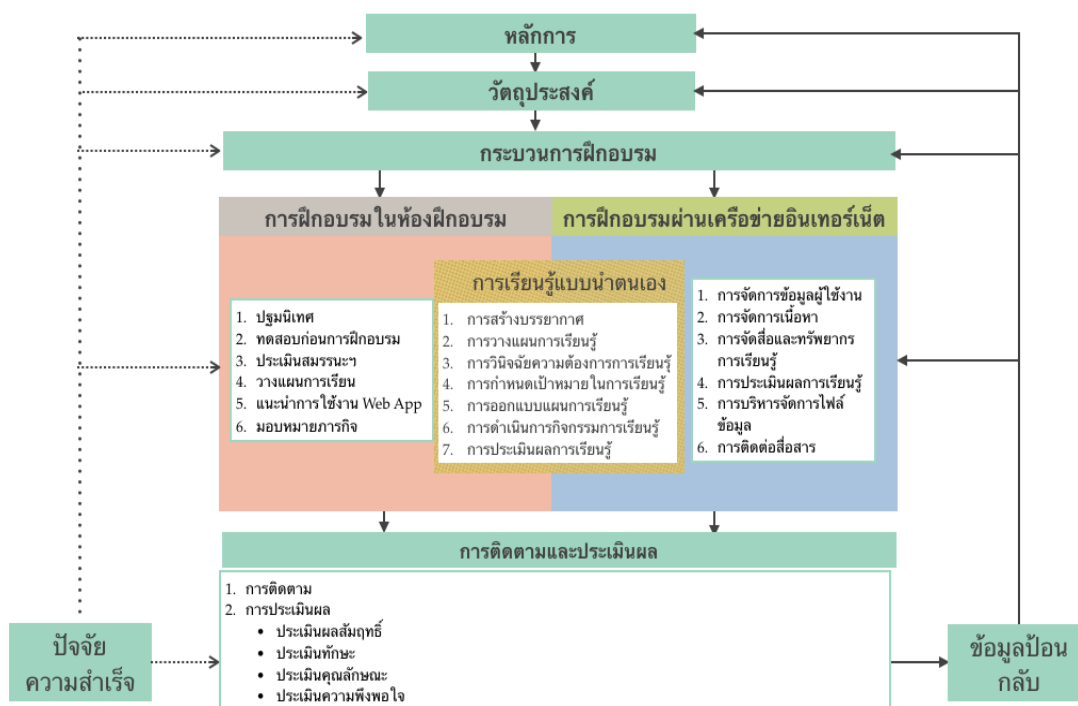 หลักการ
วัตถุประสงค์
กระบวนการฝึกอบรม
การฝึกอบรมในห้องฝึกอบรม
การฝึกอบรมผ่านเครือข่ายอินเทอร์เน็ต
1. ปฐมนิเทศ
2. ทดสอบก่อนการฝึกอบรม
3. ประเมินสมรรนะฯ
4. วางแผนการเรียน
5. แนะนำการใช้งาน Web App
6. มอบหมายภารกิจ
การเรียนรู้แบบนำตนเอง
1. การสร้างบรรยากาศ
2. การวางแผนการเรียนรู้
3. การวินิจฉัยความต้องการการเรียนรู้
4. การกำหนดเป้าหมายในการเรียนรู้
5. การออกแบบแผนการเรียนรู้
6. การดำเนินการกิจกรรมการเรียนรู้
7. การประเมินผลการเรียนรู้
1. การจัดการข้อมูลผู้ใช้งาน
2. การจัดการเนื้อหา
3. การจัดสื่อและทรัพยากร
การเรียนรู้
4. การประเมินผลการเรียนรู้
5. การบริหารจัดการไฟล์
ข้อมูล
6. การติดต่อสื่อสาร
การติดตามและประเมินผล
1. การติดตาม
2. การประเมินผล
• ประเมินผลสัมฤทธิ์
• ประเมินทักษะ
• ประเมินคุณลักษณะ
• ประเมินความพึงพอใจ
ปัจจัย
ความสำเร็จ
ข้อมูลป้อน
กลับ